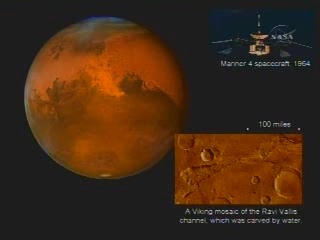 NASA
Mariner 4 spacecraft, 1964
100 miles
A Viking mosaic of the Ravi Vallis
channel, which was carved by water.